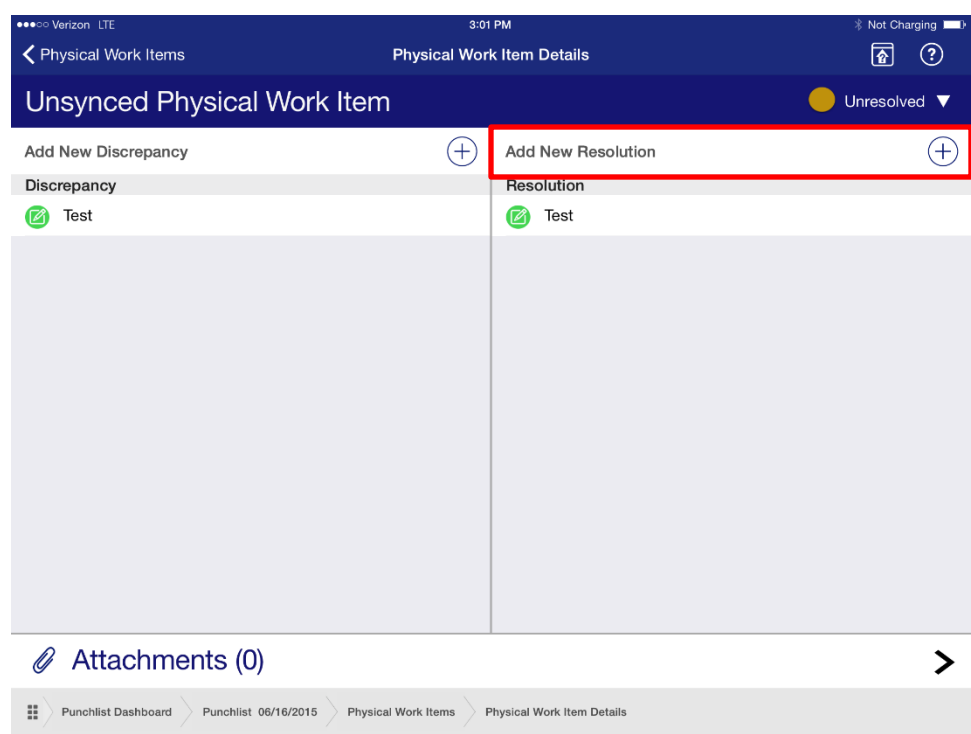 Verizon LTE 3:01 PM Not Charging
Physical Work Items Physical Work Item Details ?
Unsynced Physical Work Item Unresolved
Add New Discrepancy Add New Resolution
Discrepancy Resolution
Test Test
Attachments (0)
Punchlist Dashboard Punchlist 06/16/2015 Physical Work Items Physical Work Item Details